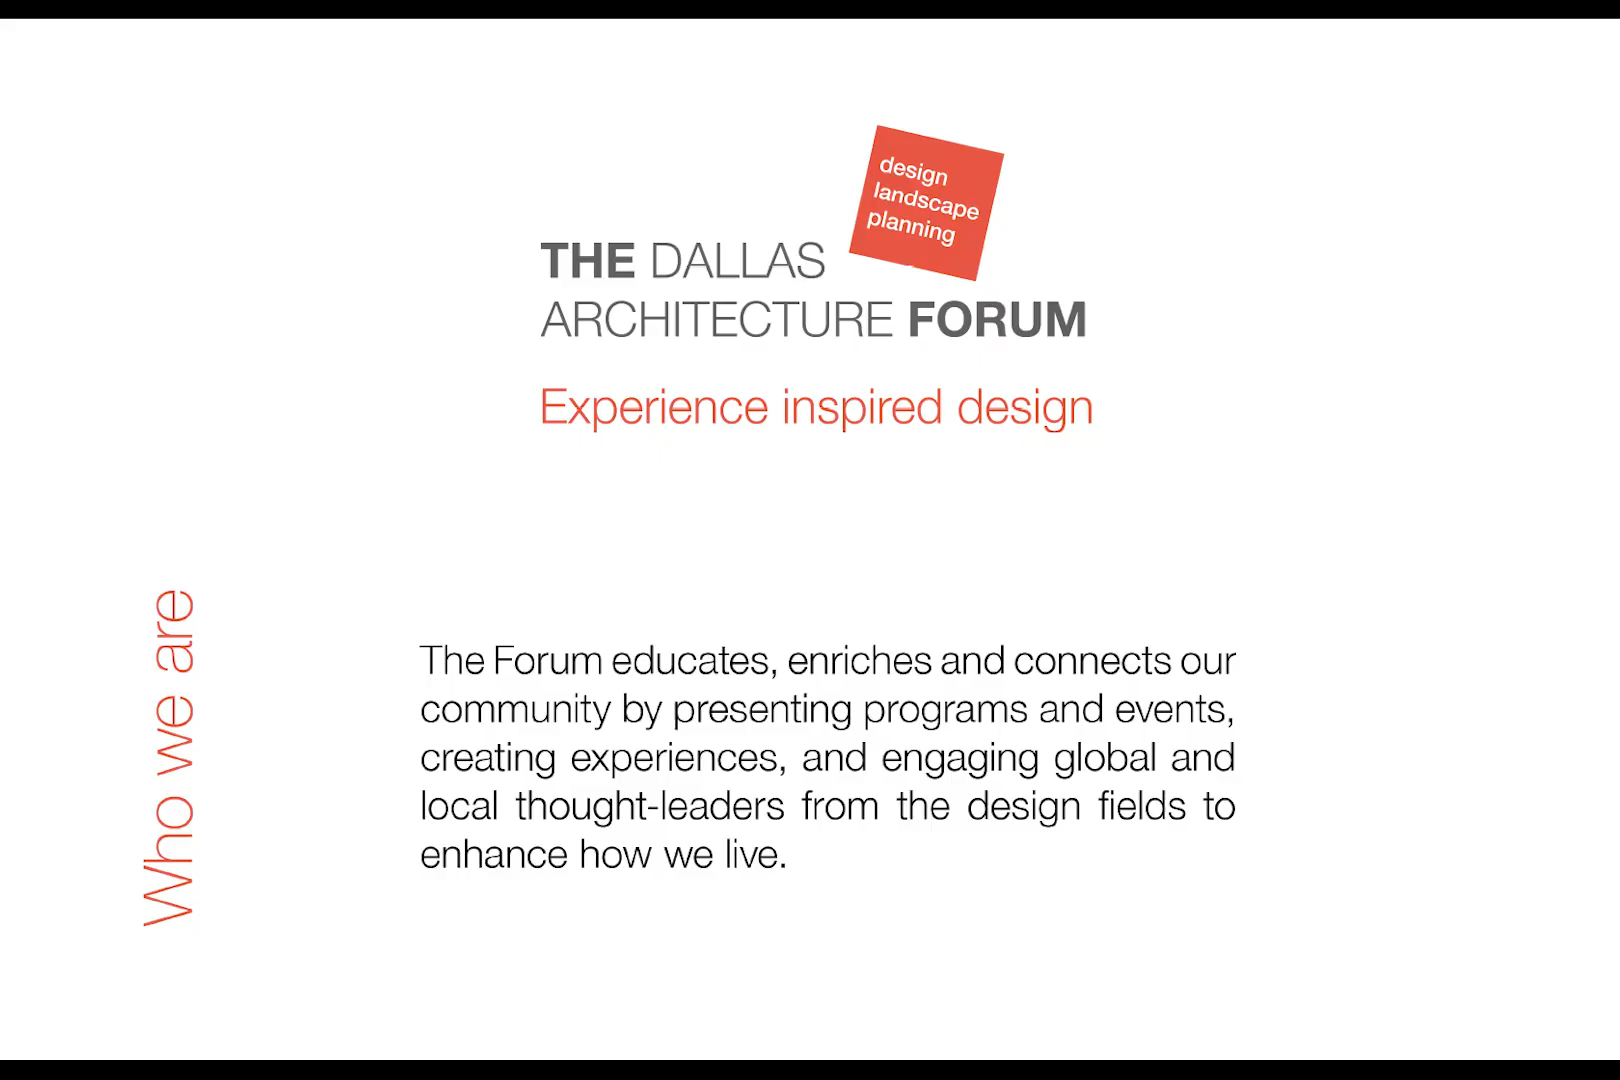 design
landscape
planning
THE DALLAS
ARCHITECTURE FORUM
Experience inspired design
Who we are
The Forum educates, enriches and connects our
community by presenting programs and events,
creating experiences, and engaging global and
local thought-leaders from the design fields to
enhance how we live.